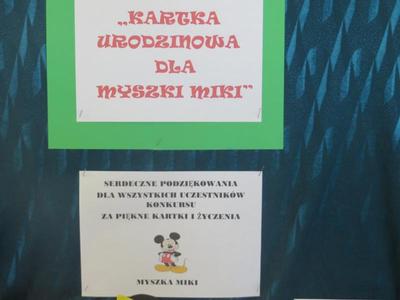 „KARTKA
URODZINOWA
DLA
MYSZKI MIKI”
SERDECZNE PODZIĘKOWANIA
DLA WSZYSTKICH UCZESTNIKÓW
KONKURSU
ZA PIĘKNE KARTKI I ŻYCZENIA
MYSZKA MIKI